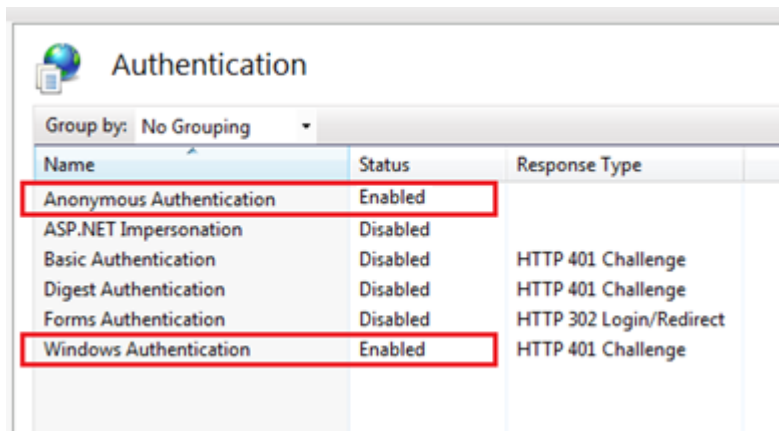 Authentication
Group by: No Grouping
Name Status Response Type
Anonymous Authentication Enabled
ASP.NET Impersonation Disabled
Basic Authentication Disabled HTTP 401 Challenge
Digest Authentication Disabled HTTP 401 Challenge
Forms Authentication Disabled HTTP 302 Login/Redirect
Windows Authentication Enabled HTTP 401 Challenge